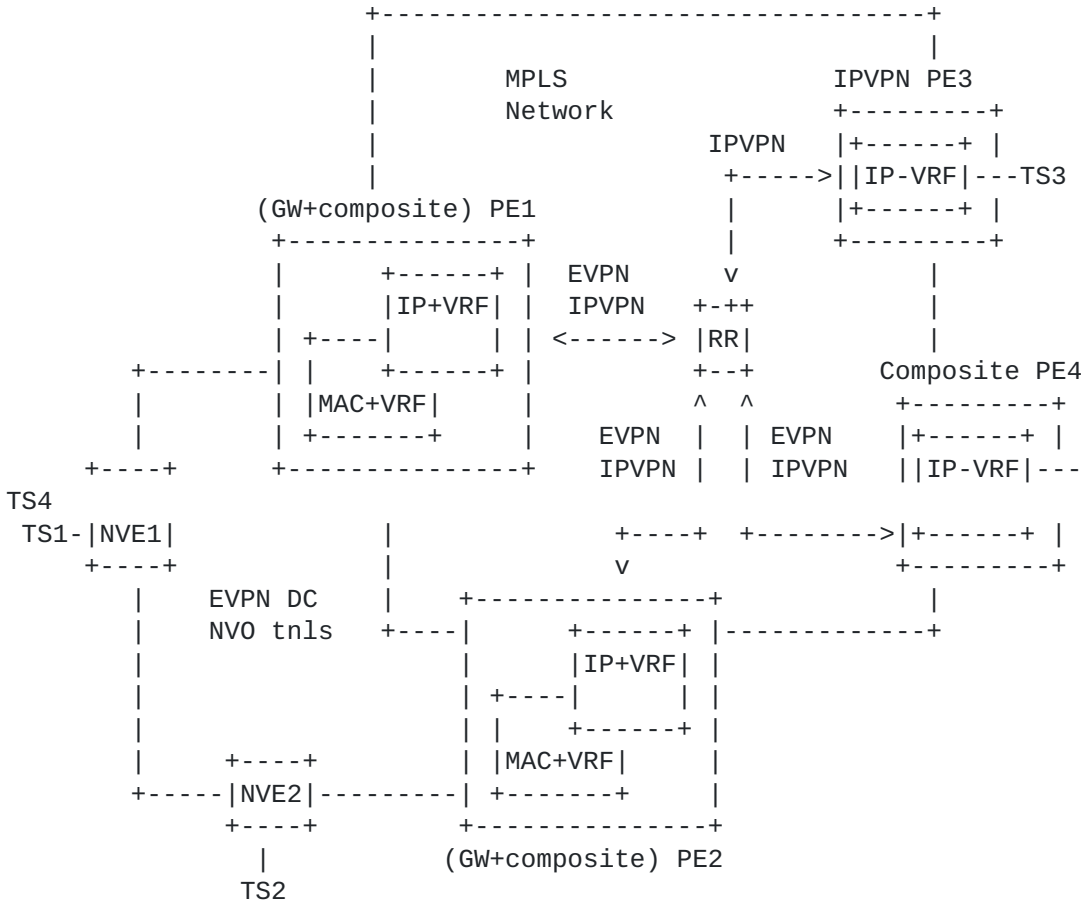 MPLS IPVPN PE3
Network
IPVPN
IP-VRF ---TS3
(GW+composite) PE1
EVPN
IP+VRF IPVPN
RR
Composite PE4
MAC+VRF
EVPN EVPN
IPVPN IPVPN IP-VRF
TS4
TS1- NVE1
EVPN DC
NVO tnls
IP+VRF
MAC+VRF
NVE2
(GW+composite) PE2
TS2